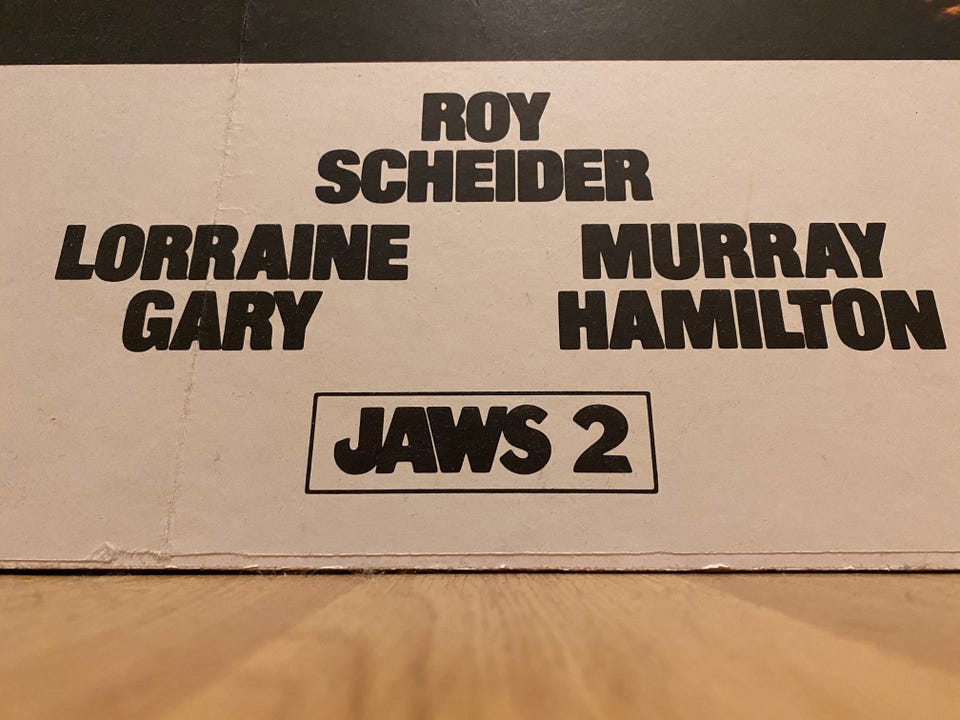 ROY
SCHEIDER
LORRAINE
GARY
MURRAY
HAMILTON
JAWS 2